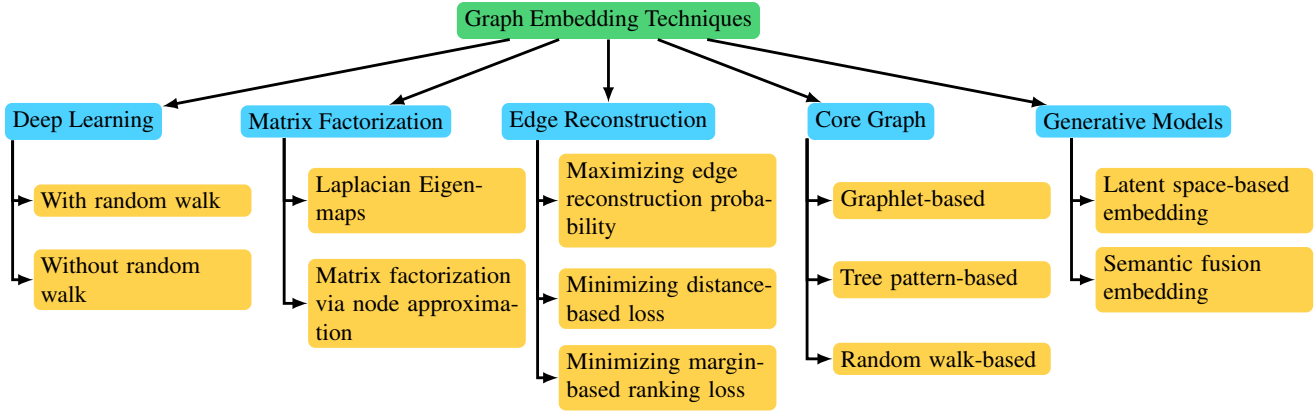 Graph Embedding Techniques
Deep Learning
With random walk
Without random
walk
Matrix Factorization
Laplacian Eigen-
maps
Matrix factorization
via node approxima-
tion
Edge Reconstruction
Maximizing edge
reconstruction proba-
bility
Minimizing distance-
based loss
Minimizing margin-
based ranking loss
Core Graph
Graphlet-based
Tree pattern-based
Random walk-based
Generative Models
Latent space-based
embedding
Semantic fusion
embedding